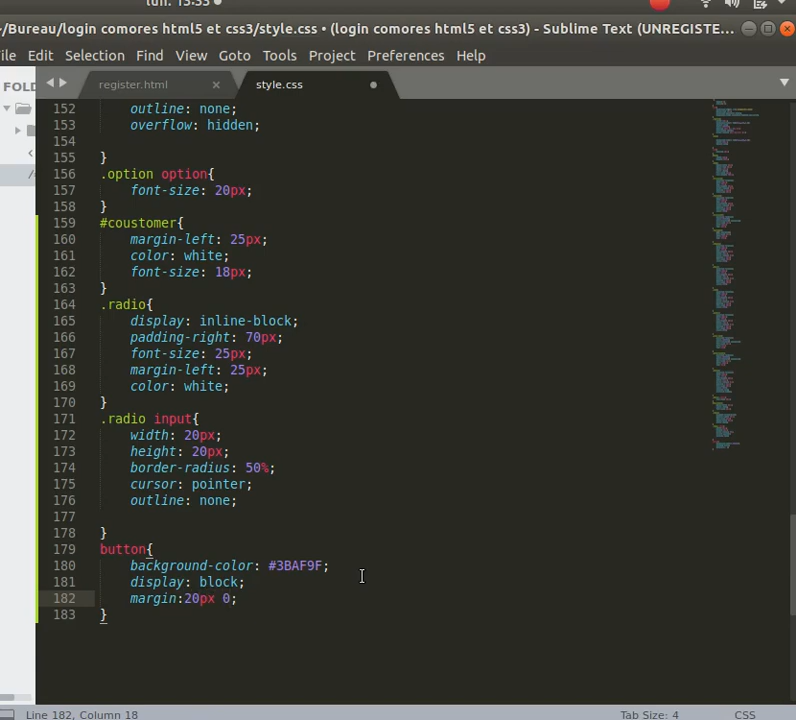 lun. 15:33
~/Bureau/login comores html5 et css3/style.css • (login comores html5 et css3) - Sublime Text (UNREGISTE...
ile Edit Selection Find View Goto Tools Project Preferences Help
FOLD
register.html × style.css
152 outline: none;
153 overflow: hidden;
154
155 }
156 .option option{
157 font-size: 20px;
158 }
159 #coustomer{
160 margin-left: 25px;
161 color: white;
162 font-size: 18px;
163 }
164 .radio{
165 display: inline-block;
166 padding-right: 70px;
167 font-size: 25px;
168 margin-left: 25px;
169 color: white;
170 }
171 .radio input{
172 width: 20px;
173 height: 20px;
174 border-radius: 50%;
175 cursor: pointer;
176 outline: none;
177
178 }
179 button{
180 background-color: #3BAF9F;
181 display: block;
182 margin:20px 0;
183 }
Line 182, Column 18 Tab Size: 4 CSS